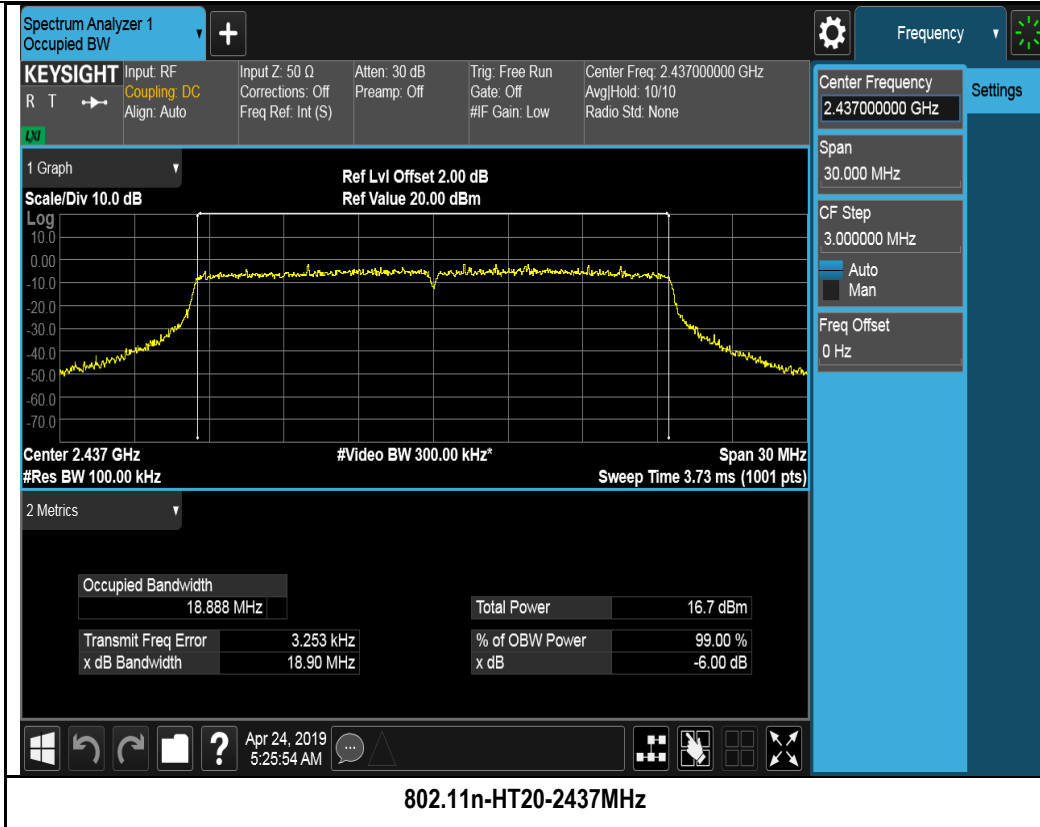 Spectrum Analyzer 1
Occupied BW
▼
+
Frequency ▼
KEYSIGHT
R T
LXI
Input: RF
Coupling: DC
Align: Auto
Input Z: 50 Ω
Corrections: Off
Freq Ref: Int (S)
Atten: 30 dB
Preamp: Off
Trig: Free Run
Gate: Off
#IF Gain: Low
Center Freq: 2.437000000 GHz
Avg|Hold: 10/10
Radio Std: None
Center Frequency
2.437000000 GHz
Settings
Span
30.000 MHz
CF Step
3.000000 MHz
Auto
Man
Freq Offset
0 Hz
1 Graph ▼
Scale/Div 10.0 dB
Ref Lvl Offset 2.00 dB
Ref Value 20.00 dBm
Log
10.0
0.00
-10.0
-20.0
-30.0
-40.0
-50.0
-60.0
-70.0
Center 2.437 GHz
#Res BW 100.00 kHz
#Video BW 300.00 kHz*
Span 30 MHz
Sweep Time 3.73 ms (1001 pts)
2 Metrics ▼
Occupied Bandwidth
18.888 MHz
Total Power 16.7 dBm
Transmit Freq Error 3.253 kHz
% of OBW Power 99.00 %
x dB Bandwidth 18.90 MHz
x dB -6.00 dB
?
Apr 24, 2019
5:25:54 AM
802.11n-HT20-2437MHz